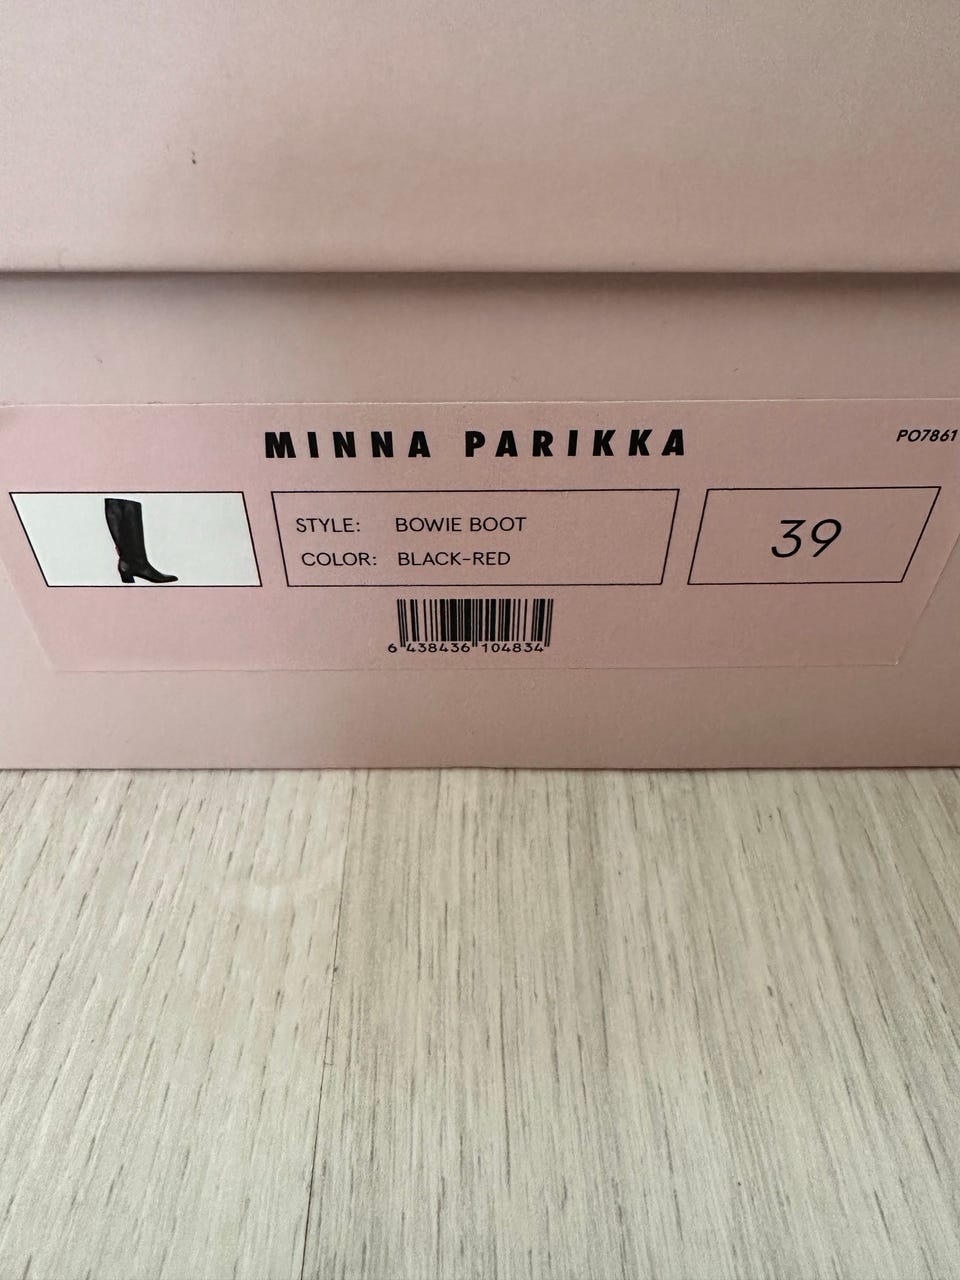 MINNA PARIKKA
PO7861
STYLE: BOWIE BOOT
COLOR: BLACK-RED
39
6 438436 104834